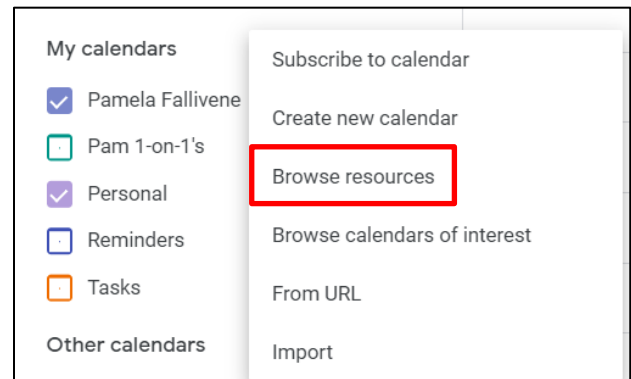 My calendars
Pamela Fallivene
Pam 1-on-1's
Personal
Reminders
Tasks
Other calendars
Subscribe to calendar
Create new calendar
Browse resources
Browse calendars of interest
From URL
Import